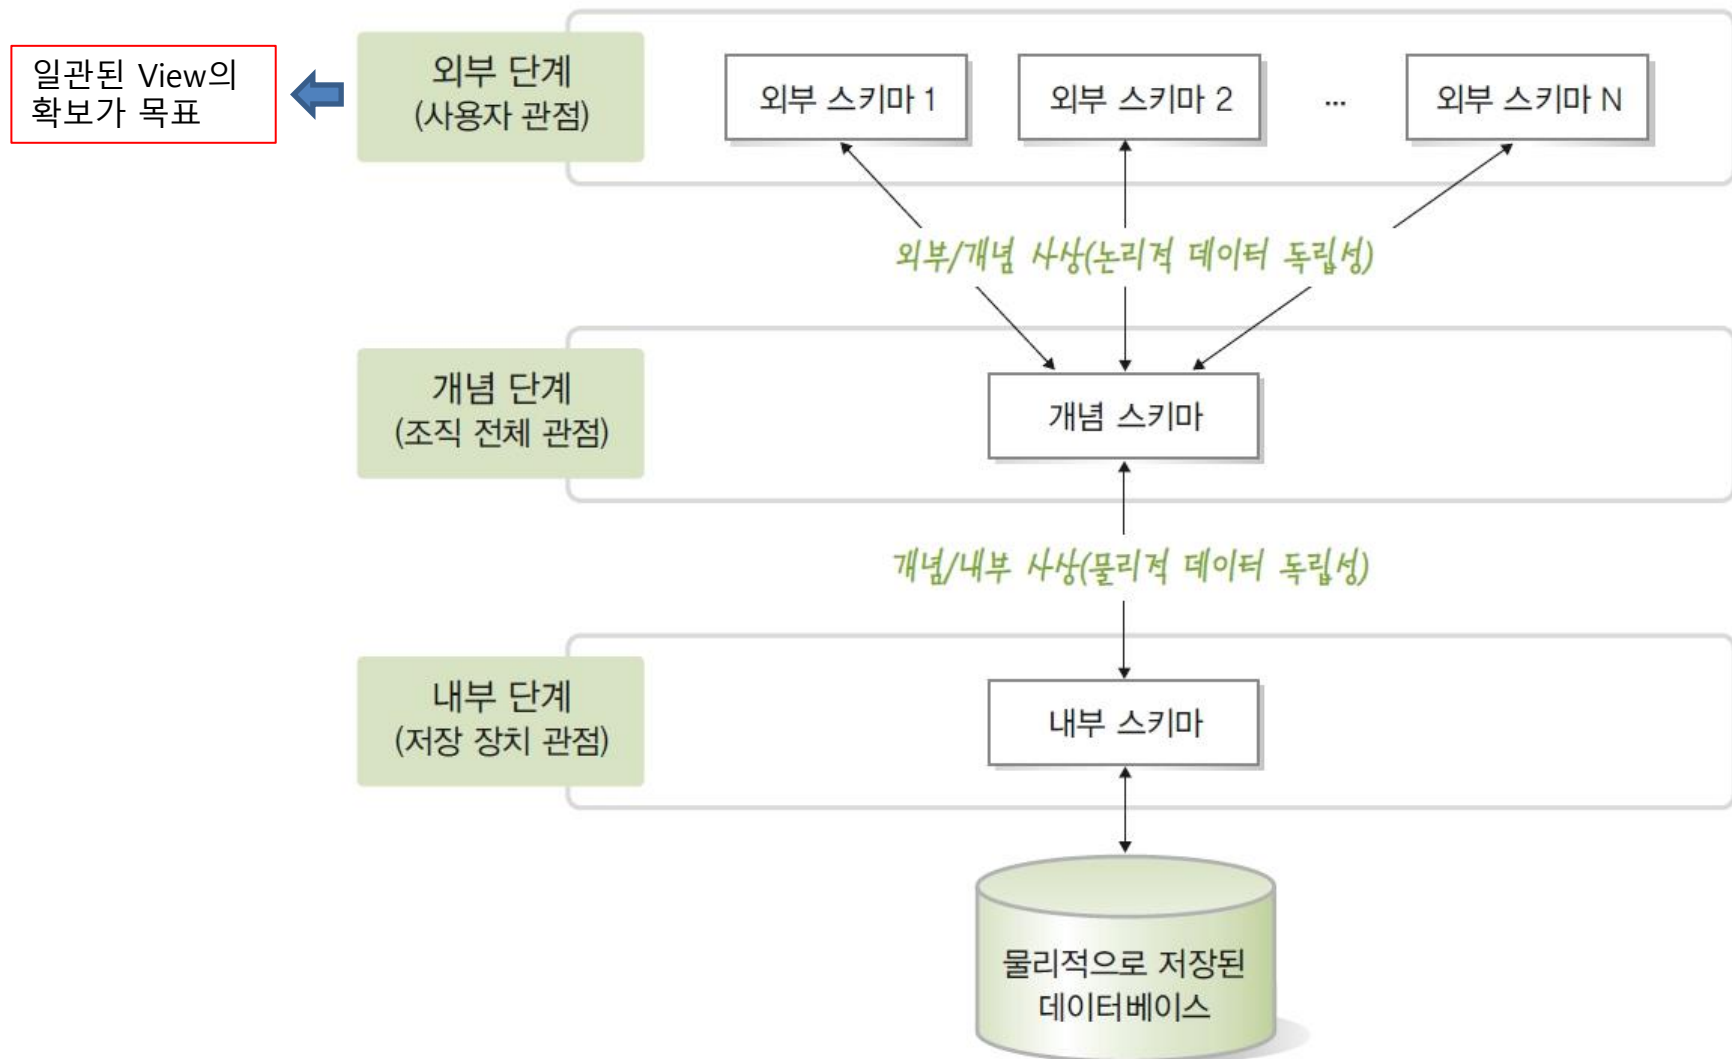 일관된 View의
확보가 목표
외부 단계
(사용자 관점)
외부 스키마 1
외부 스키마 2
...
외부 스키마 N
외부/개념 사상(논리적 데이터 독립성)
개념 단계
(조직 전체 관점)
개념 스키마
개념/내부 사상(물리적 데이터 독립성)
내부 단계
(저장 장치 관점)
내부 스키마
물리적으로 저장된
데이터베이스